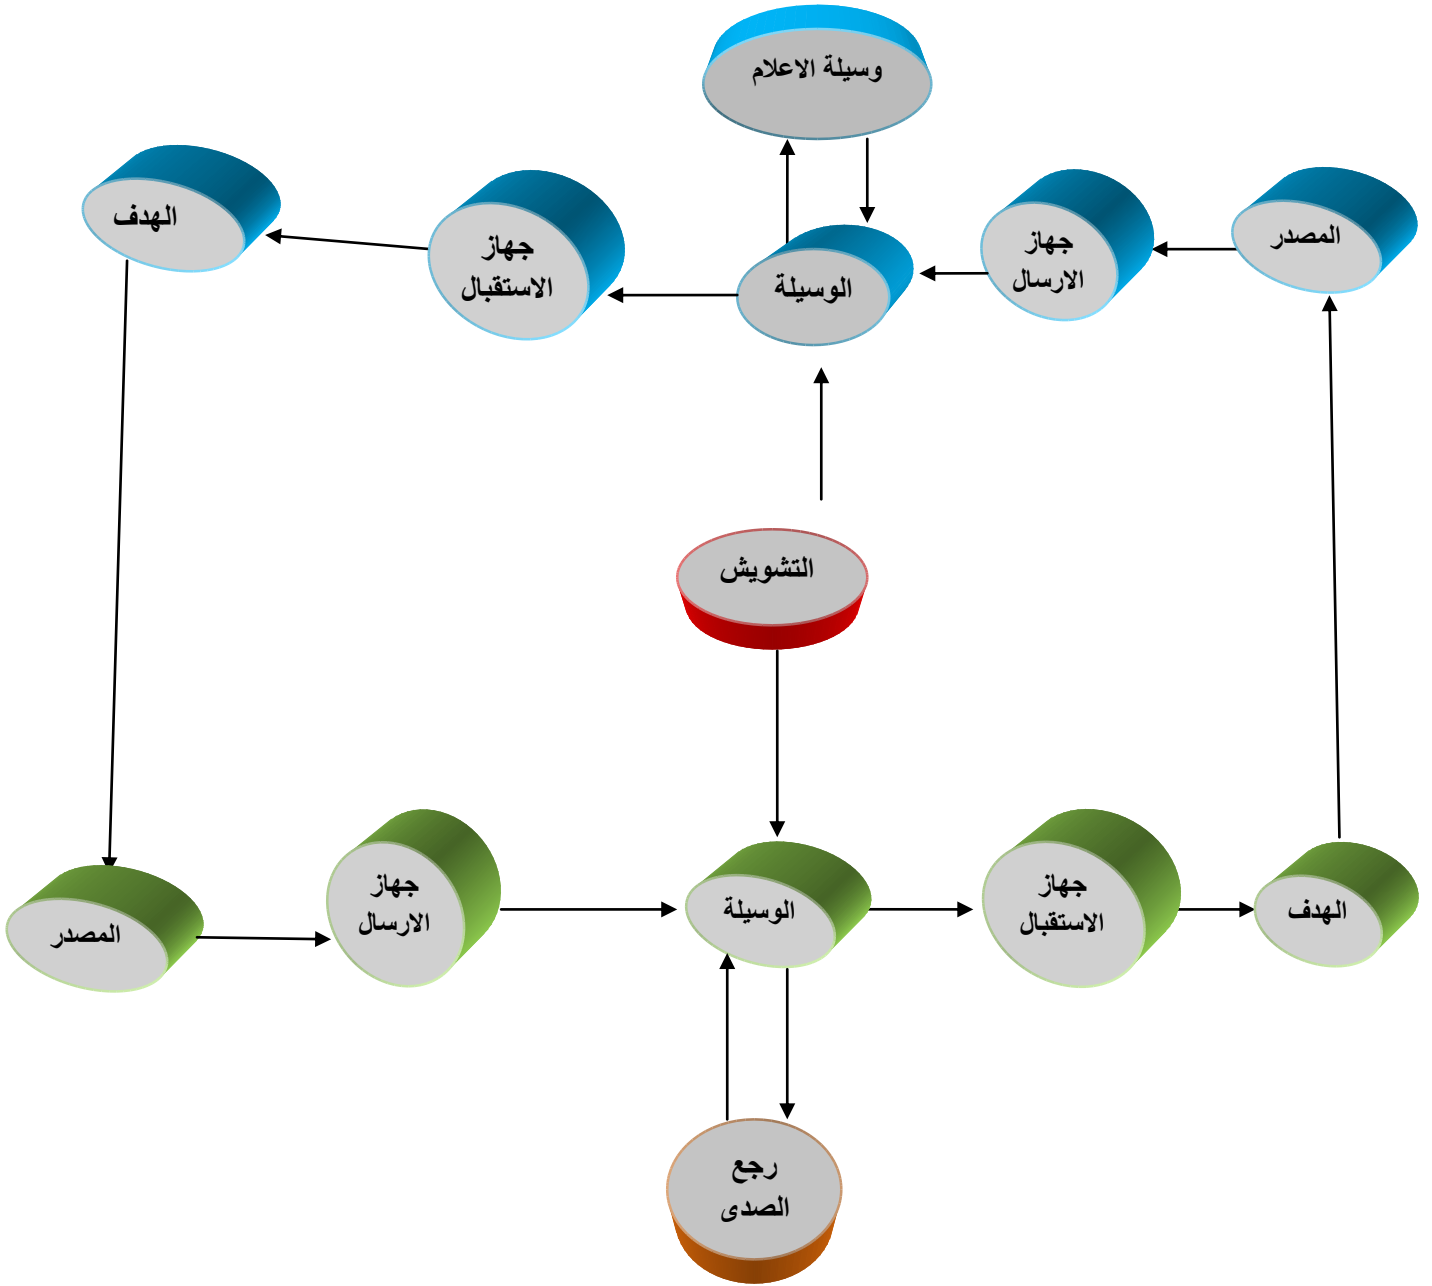 وسيلة الاعلام
المصدر
جهاز
الارسال
الوسيلة
جهاز
الاستقبال
الهدف
التشويش
الهدف
جهاز
الاستقبال
الوسيلة
جهاز
الارسال
المصدر
رجع
الصدى